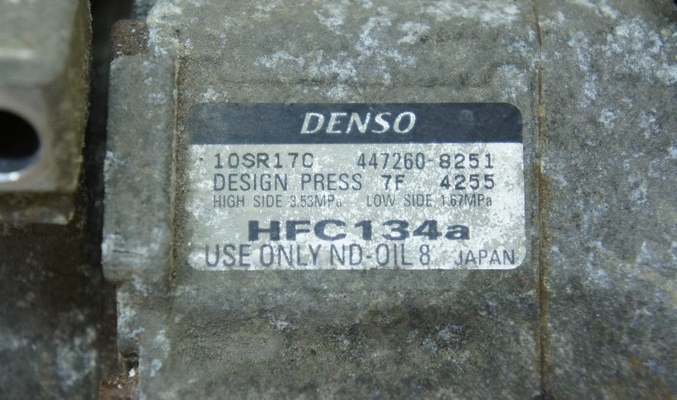 DENSO
10SR17C 447260-8251
DESIGN PRESS 7F 4255
HIGH SIDE 3.53MPa LOW SIDE 1.67MPa
HFC134a
USE ONLY ND-OIL 8 JAPAN